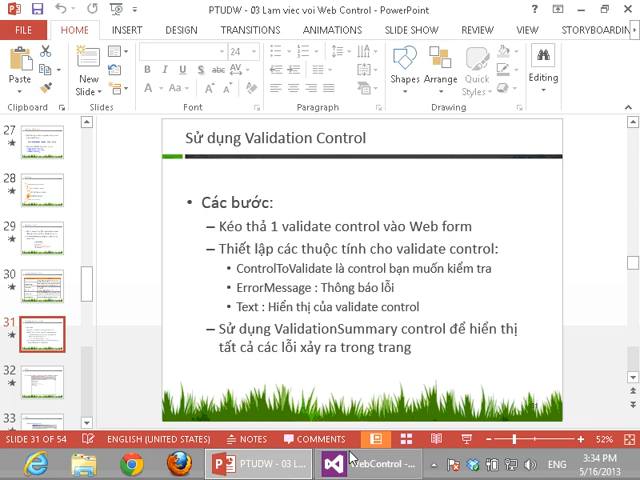 PTUDW - 03 Lam viec voi Web Control - PowerPoint
FILE HOME INSERT DESIGN TRANSITIONS ANIMATIONS SLIDE SHOW REVIEW VIEW STORYBOARDING
24
Paste New Slide Shapes Arrange Quick Styles Editing
Clipboard Slides Font Paragraph Drawing
27
28
29
30
31
32
33
Sử dụng Validation Control
• Các bước:
– Kéo thả 1 validate control vào Web form
– Thiết lập các thuộc tính cho validate control:
• ControlToValidate là control bạn muốn kiểm tra
• ErrorMessage : Thông báo lỗi
• Text : Hiển thị của validate control
– Sử dụng ValidationSummary control để hiển thị
tất cả các lỗi xảy ra trong trang
SLIDE 31 OF 54 ENGLISH (UNITED STATES) NOTES COMMENTS 52%
PTUDW - 03 L... WebControl -... ENG 3:34 PM
5/16/2013